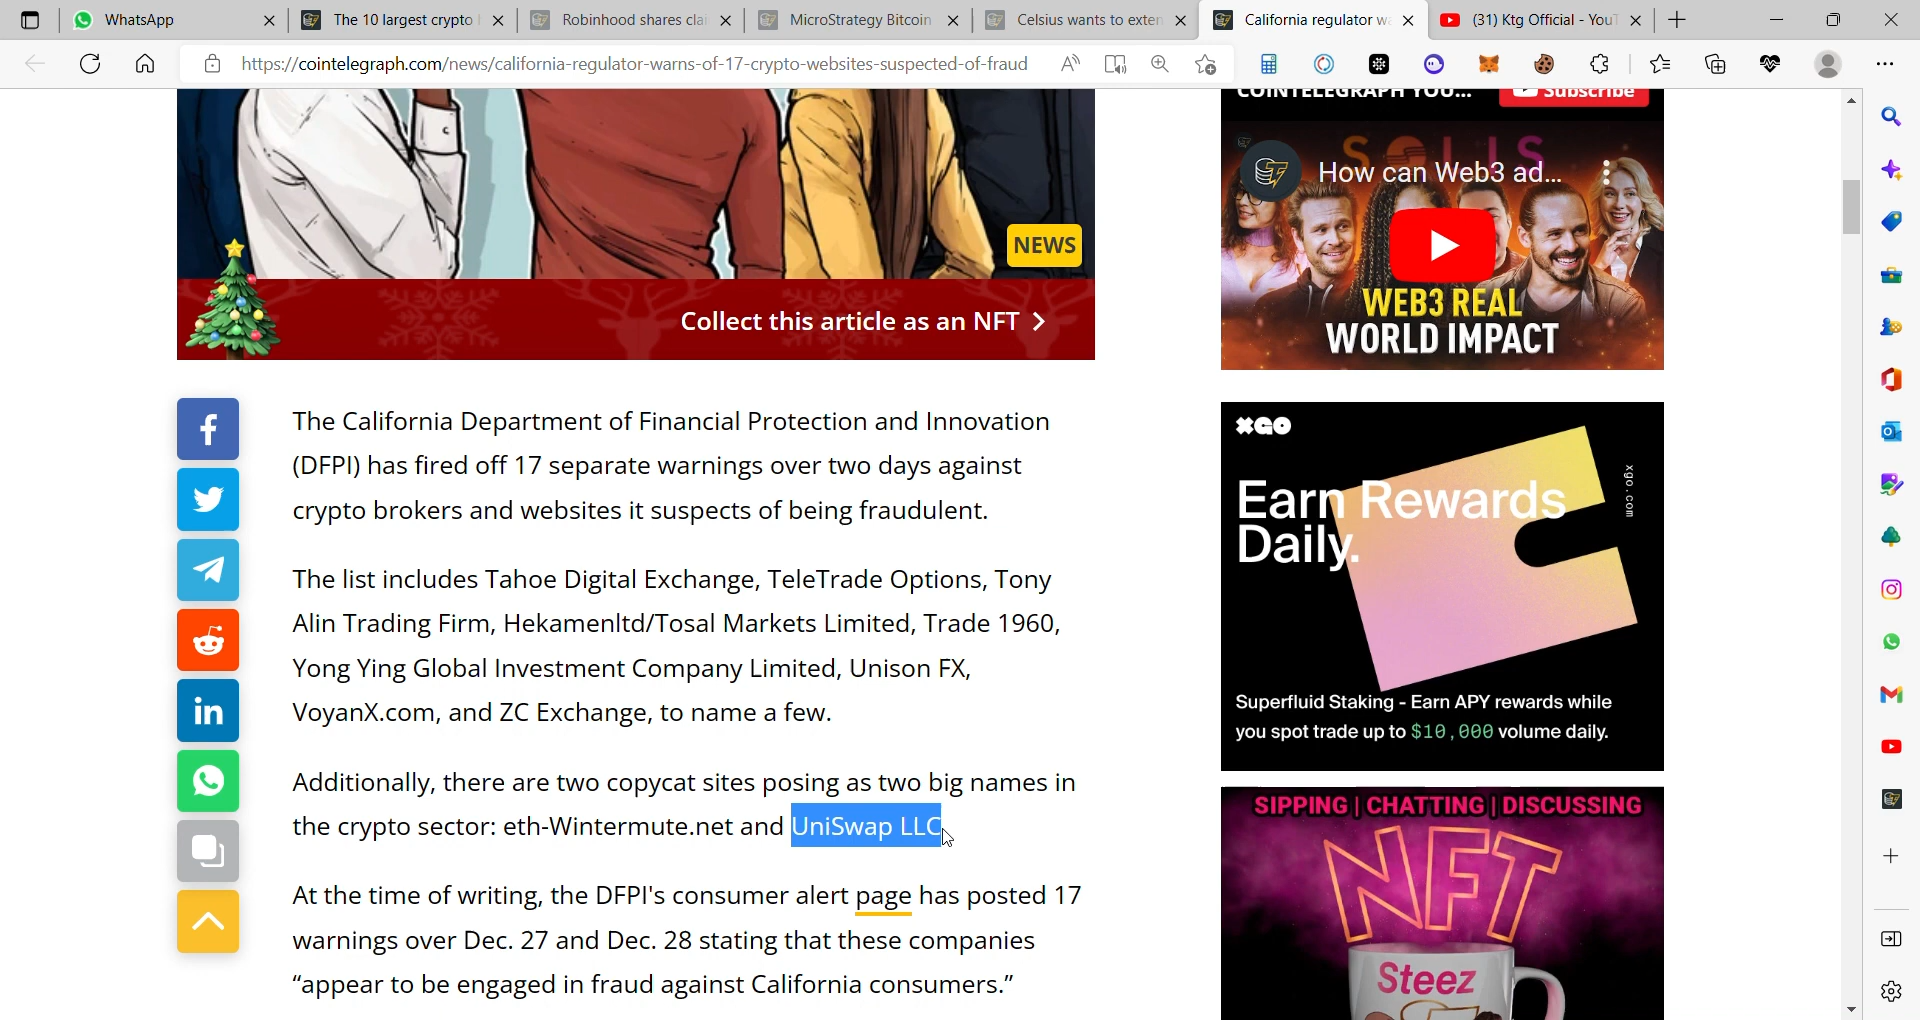 WhatsApp
The 10 largest crypto
Robinhood shares clai
MicroStrategy Bitcoin
Celsius wants to exten
California regulator wa
(31) Ktg Official - YouT
https://cointelegraph.com/news/california-regulator-warns-of-17-crypto-websites-suspected-of-fraud
NEWS
Collect this article as an NFT
The California Department of Financial Protection and Innovation
(DFPI) has fired off 17 separate warnings over two days against
crypto brokers and websites it suspects of being fraudulent.
The list includes Tahoe Digital Exchange, TeleTrade Options, Tony
Alin Trading Firm, Hekamenltd/Tosal Markets Limited, Trade 1960,
Yong Ying Global Investment Company Limited, Unison FX,
VoyanX.com, and ZC Exchange, to name a few.
Additionally, there are two copycat sites posing as two big names in
the crypto sector: eth-Wintermute.net and UniSwap LLC.
At the time of writing, the DFPI's consumer alert page has posted 17
warnings over Dec. 27 and Dec. 28 stating that these companies
“appear to be engaged in fraud against California consumers.”
COINTELEGRAPH YOU...
Subscribe
How can Web3 ad...
WEB3 REAL
WORLD IMPACT
XGO
xgo.com
Earn Rewards
Daily.
Superfluid Staking - Earn APY rewards while
you spot trade up to $10,000 volume daily.
SIPPING | CHATTING | DISCUSSING
NFT
Steez